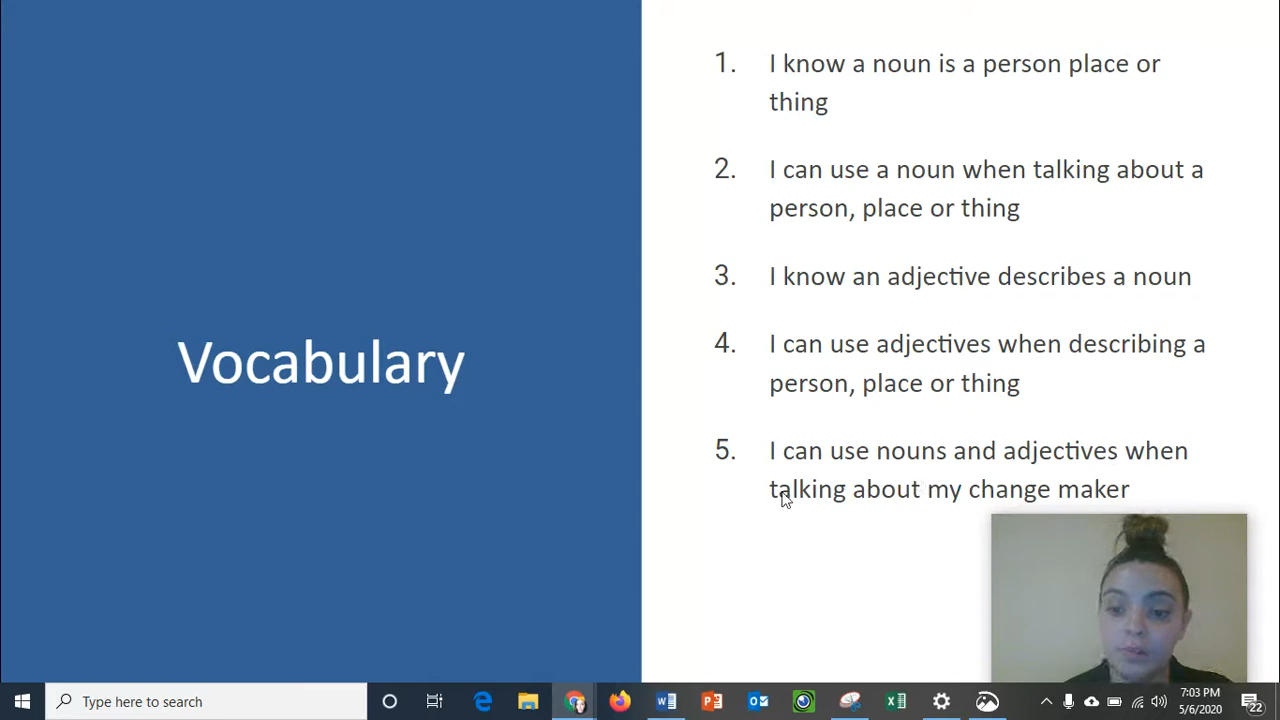 Vocabulary
1. I know a noun is a person place or
thing
2. I can use a noun when talking about a
person, place or thing
3. I know an adjective describes a noun
4. I can use adjectives when describing a
person, place or thing
5. I can use nouns and adjectives when
talking about my change maker
Type here to search
7:03 PM
5/6/2020
22